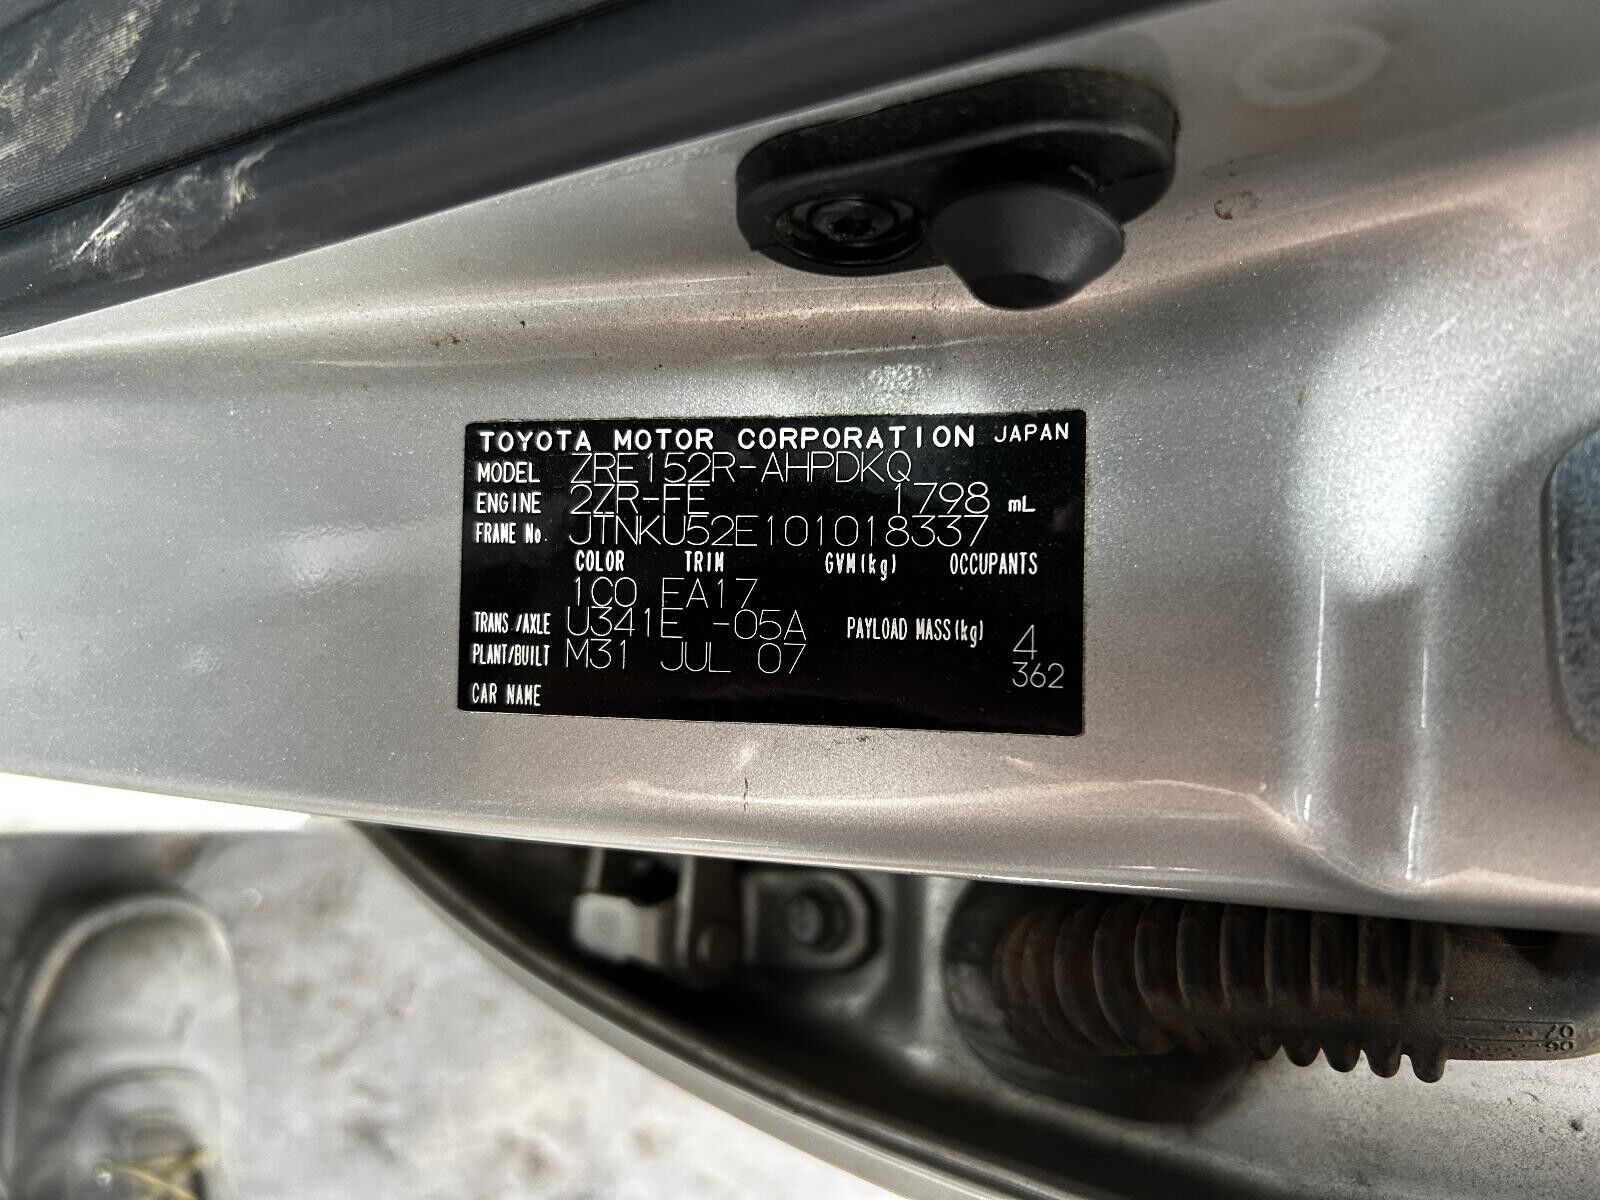 TOYOTA MOTOR CORPORATION JAPAN
MODEL ZRE152R-AHPDKQ
ENGINE 2ZR-FE 1798 mL
FRAME No. JTNKU52E101018337
COLOR TRIM GVM(kg) OCCUPANTS
1C0 EA17
TRANS./AXLE U341E -05A PAYLOAD MASS(kg) 4
PLANT/BUILT M31 JUL 07 362
CAR NAME
07
06